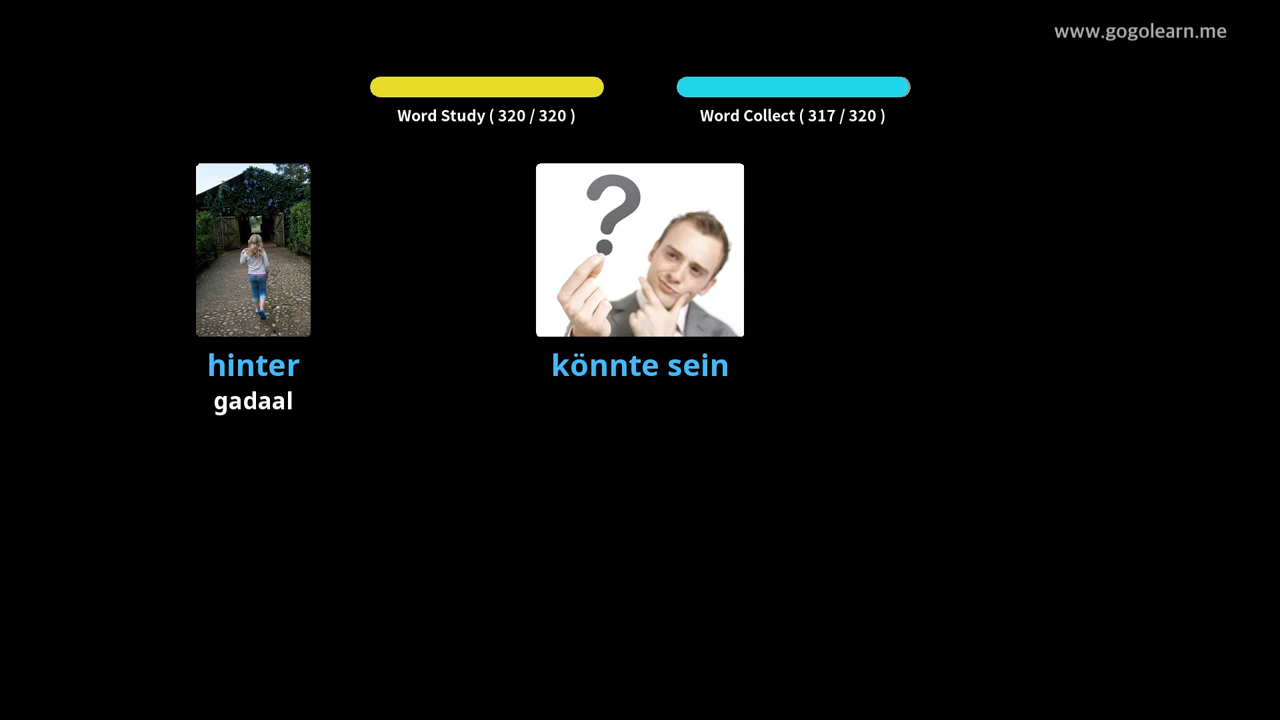 www.gogolearn.me
Word Study ( 320 / 320 )
Word Collect ( 317 / 320 )
hinter
gadaal
könnte sein